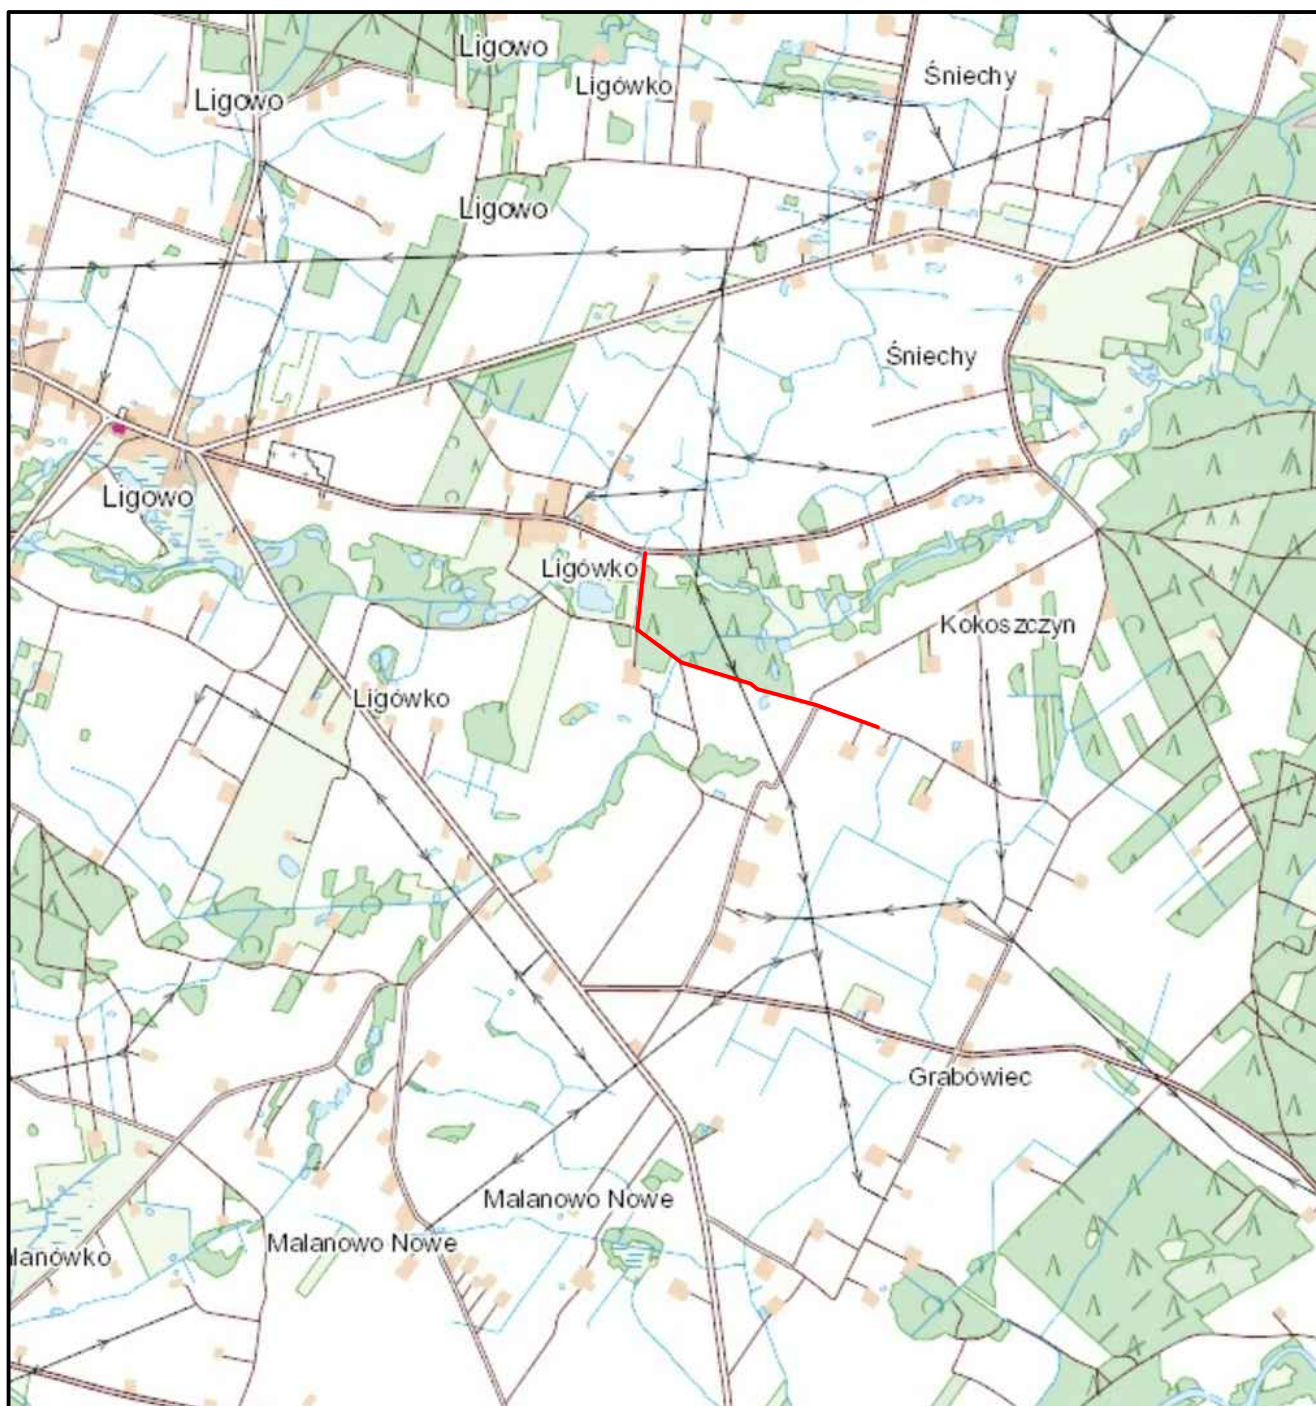 Ligowo
Śniechy
Ligówko
Ligowo
Ligowo
Śniechy
Ligowo
Ligówko
Kokoszczyn
Ligówko
Grabówiec
Malanowo Nowe
Malanowo Nowe
lanówko